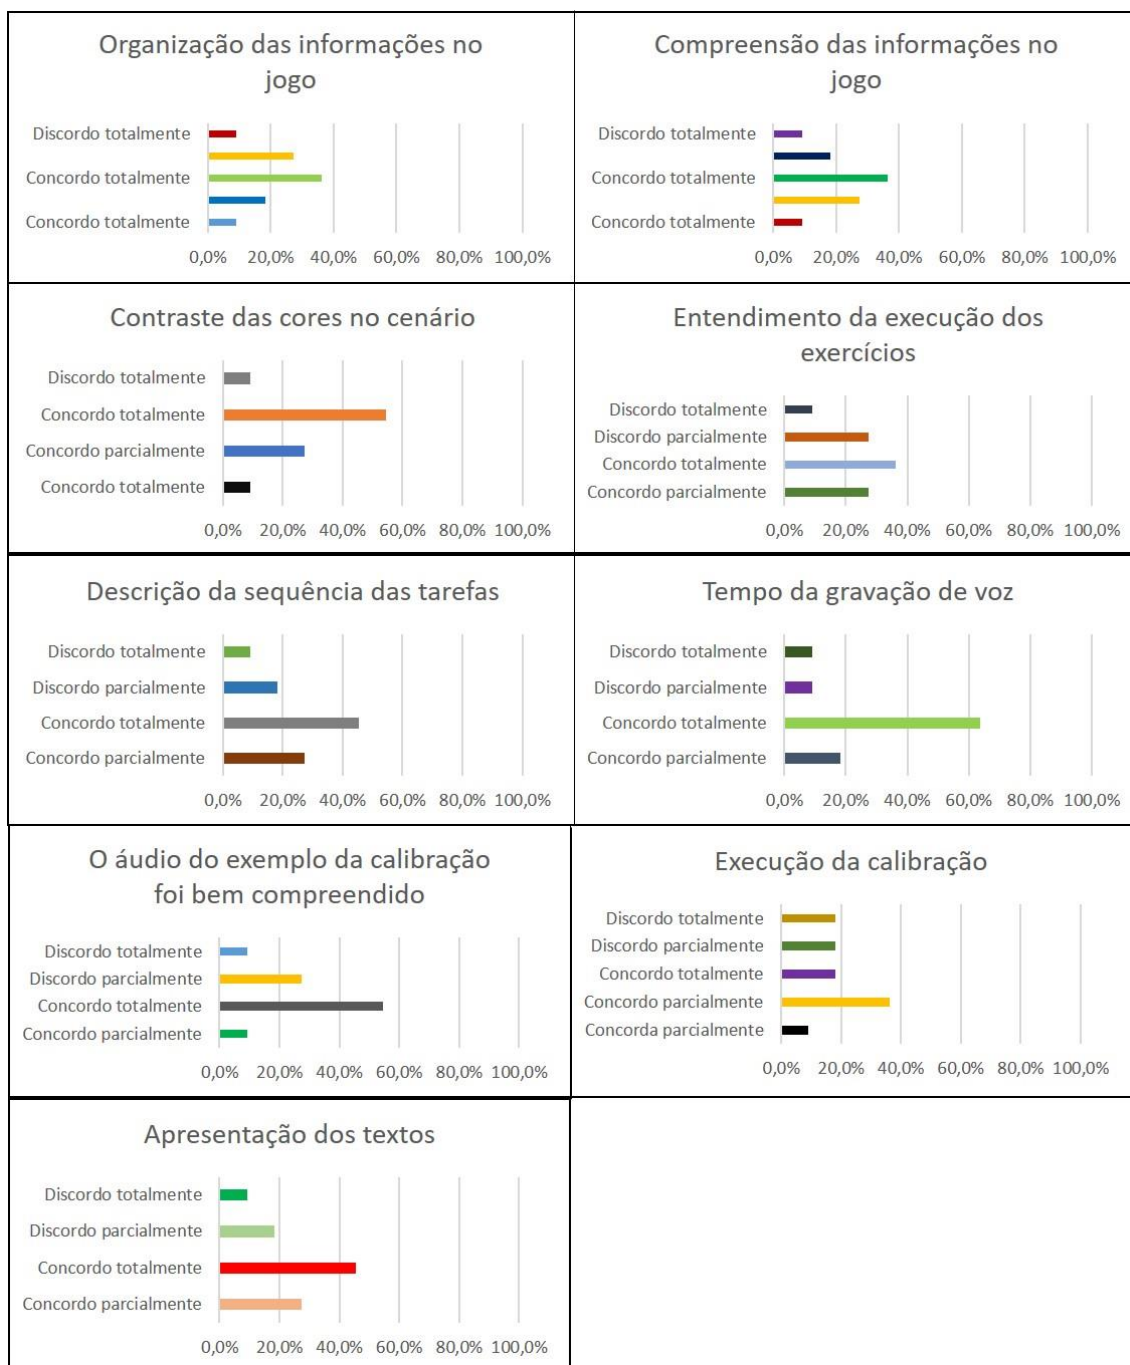 Organização das informações no
jogo
Discordo totalmente
Concordo totalmente
Concordo totalmente
0,0% 20,0% 40,0% 60,0% 80,0% 100,0%
Compreensão das informações no
jogo
Discordo totalmente
Concordo totalmente
Concordo totalmente
0,0% 20,0% 40,0% 60,0% 80,0% 100,0%
Contraste das cores no cenário
Discordo totalmente
Concordo totalmente
Concordo parcialmente
Concordo totalmente
0,0% 20,0% 40,0% 60,0% 80,0% 100,0%
Entendimento da execução dos
exercícios
Discordo totalmente
Discordo parcialmente
Concordo totalmente
Concordo parcialmente
0,0% 20,0% 40,0% 60,0% 80,0% 100,0%
Descrição da sequência das tarefas
Discordo totalmente
Discordo parcialmente
Concordo totalmente
Concordo parcialmente
0,0% 20,0% 40,0% 60,0% 80,0% 100,0%
Tempo da gravação de voz
Discordo totalmente
Discordo parcialmente
Concordo totalmente
Concordo parcialmente
0,0% 20,0% 40,0% 60,0% 80,0% 100,0%
O áudio do exemplo da calibração
foi bem compreendido
Discordo totalmente
Discordo parcialmente
Concordo totalmente
Concordo parcialmente
0,0% 20,0% 40,0% 60,0% 80,0% 100,0%
Execução da calibração
Discordo totalmente
Discordo parcialmente
Concordo totalmente
Concordo parcialmente
Concorda parcialmente
0,0% 20,0% 40,0% 60,0% 80,0% 100,0%
Apresentação dos textos
Discordo totalmente
Discordo parcialmente
Concordo totalmente
Concordo parcialmente
0,0% 20,0% 40,0% 60,0% 80,0% 100,0%